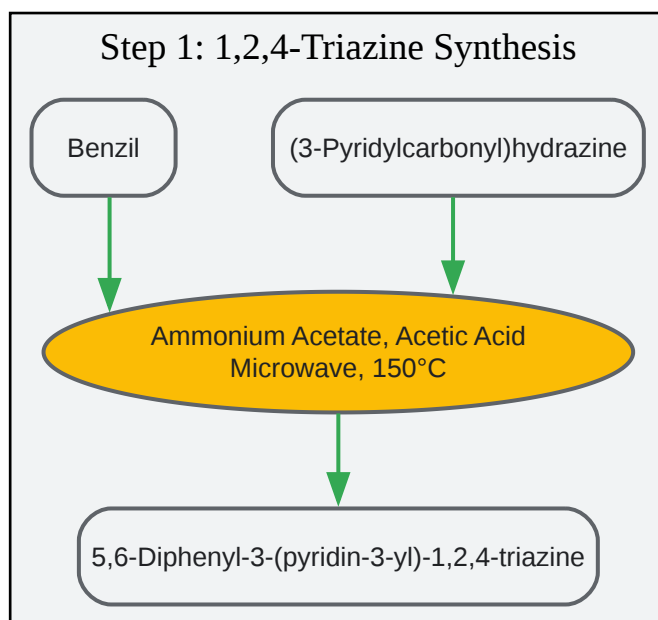 Step 1: 1,2,4-Triazine Synthesis
Benzil
(3-Pyridylcarbonyl)hydrazine
Ammonium Acetate, Acetic Acid
Microwave, 150°C
5,6-Diphenyl-3-(pyridin-3-yl)-1,2,4-triazine